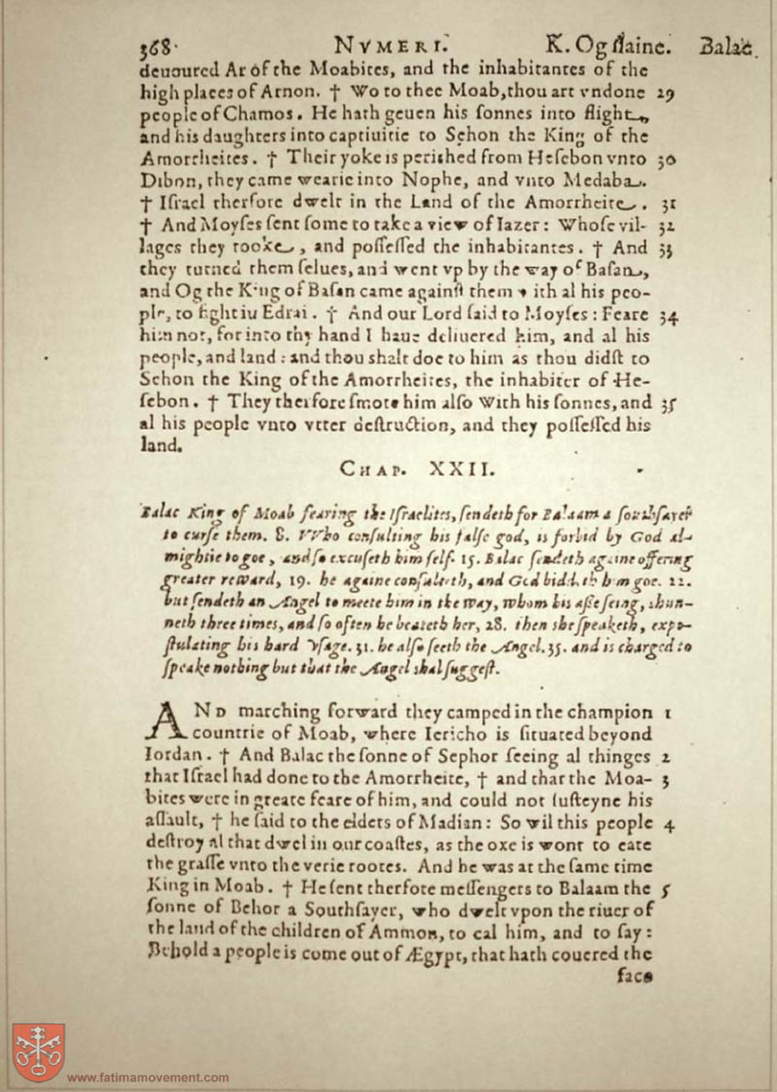 368· NVMERI. K. Og ſlaine. Balac.
deuoured Ar of the Moabites, and the inhabitantes of the
high places of Arnon. † Wo to thee Moab, thou art vndone 29
people of Chamos. He hath geuen his ſonnes into flight,
and his daughters into captiuitie to Sehon the King of the
Amorrheites. † Their yoke is perished from Heſebon vnto 30
Dibon, they came wearie into Nophe, and vnto Medaba.
† Iſrael therfore dwelt in the Land of the Amorrheite. 31
† And Moyſes ſent ſome to take a view of Iazer: Whoſe vil- 32
lages they tooke, and poſſeſſed the inhabitantes. † And 33
they turned them ſelues, and went vp by the way of Baſan,
and Og the King of Baſan came againſt them with al his peo-
ple, to fight iu Edrai. † And our Lord ſaid to Moyſes: Feare 34
him not, for into thy hand I haue deliuered him, and al his
people, and land: and thou shalt doe to him as thou didſt to
Sehon the King of the Amorrheites, the inhabiter of He-
ſebon. † They therfore ſmote him alſo with his ſonnes, and 35
al his people vnto vtter deſtruction, and they poſſeſſed his
land.
CHAP. XXII.
Balac King of Moab fearing the Iſraelites, ſendeth for Balaam a ſouthſayer
to curſe them. 8. VVho conſulting his falſe god, is forbid by God al-
mightie to goe, and ſo excuſeth him ſelf. 15. Balac ſendeth againe offering
greater reward, 19. he againe conſulteth, and God biddeth him goe. 22.
but ſendeth an Angel to meete him in the way, whom his aſſe ſeing, shun-
neth three times, and ſo often he beateth her, 28. then she ſpeaketh, expo-
ſtulating his hard vſage. 31. he alſo ſeeth the Angel. 35. and is charged to
ſpeake nothing but that the Angel shal ſuggeſt.
AND marching forward they camped in the champion 1
countrie of Moab, where Iericho is ſituated beyond
Iordan. † And Balac the ſonne of Sephor ſeeing al thinges 2
that Iſrael had done to the Amorrheite, † and that the Moa- 3
bites were in greate feare of him, and could not ſuſteyne his
aſſault, † he ſaid to the elders of Madian: So wil this people 4
deſtroy al that dwel in our coaſtes, as the oxe is wont to eate
the graſſe vnto the verie rootes. And he was at the ſame time
King in Moab. † He ſent therfore meſſengers to Balaam the 5
ſonne of Behor a Southſayer, who dwelt vpon the riuer of
the land of the children of Ammon, to cal him, and to ſay:
Behold a people is come out of Ægypt, that hath couered the
face
www.fatimamovement.com